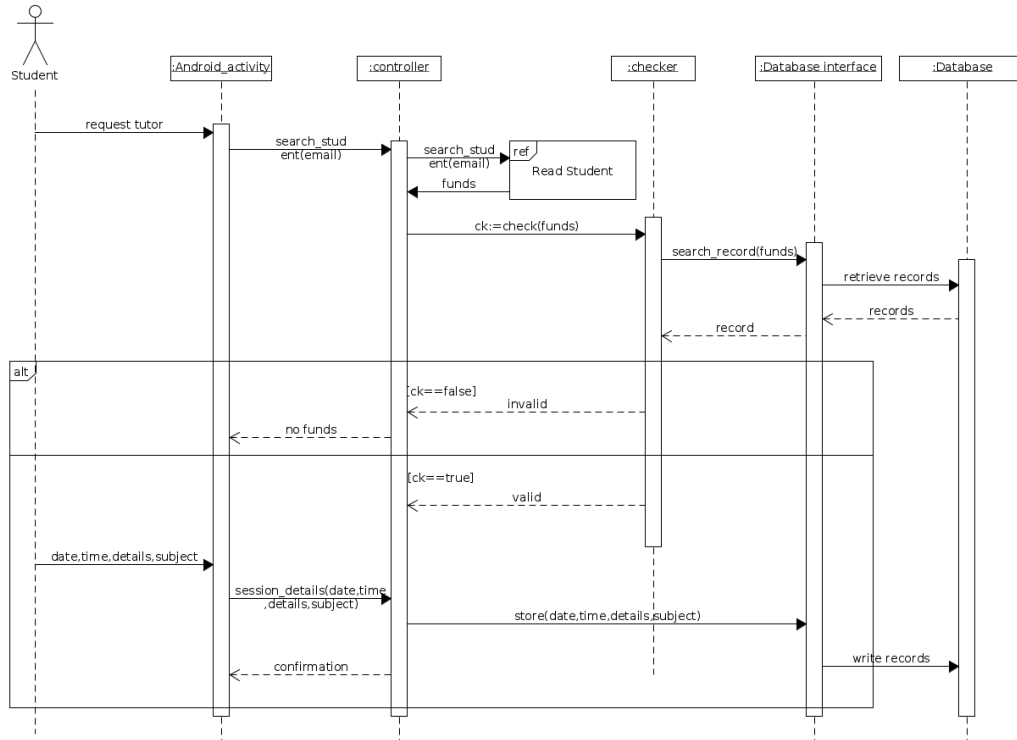 Student
:Android_activity
:controller
:checker
:Database interface
:Database
request tutor
search_stud
ent(email)
search_stud
ent(email)
ref
Read Student
funds
ck:=check(funds)
search_record(funds)
retrieve records
records
record
alt
[ck==false]
invalid
no funds
[ck==true]
valid
date,time,details,subject
session_details(date,time
,details,subject)
store(date,time,details,subject)
write records
confirmation